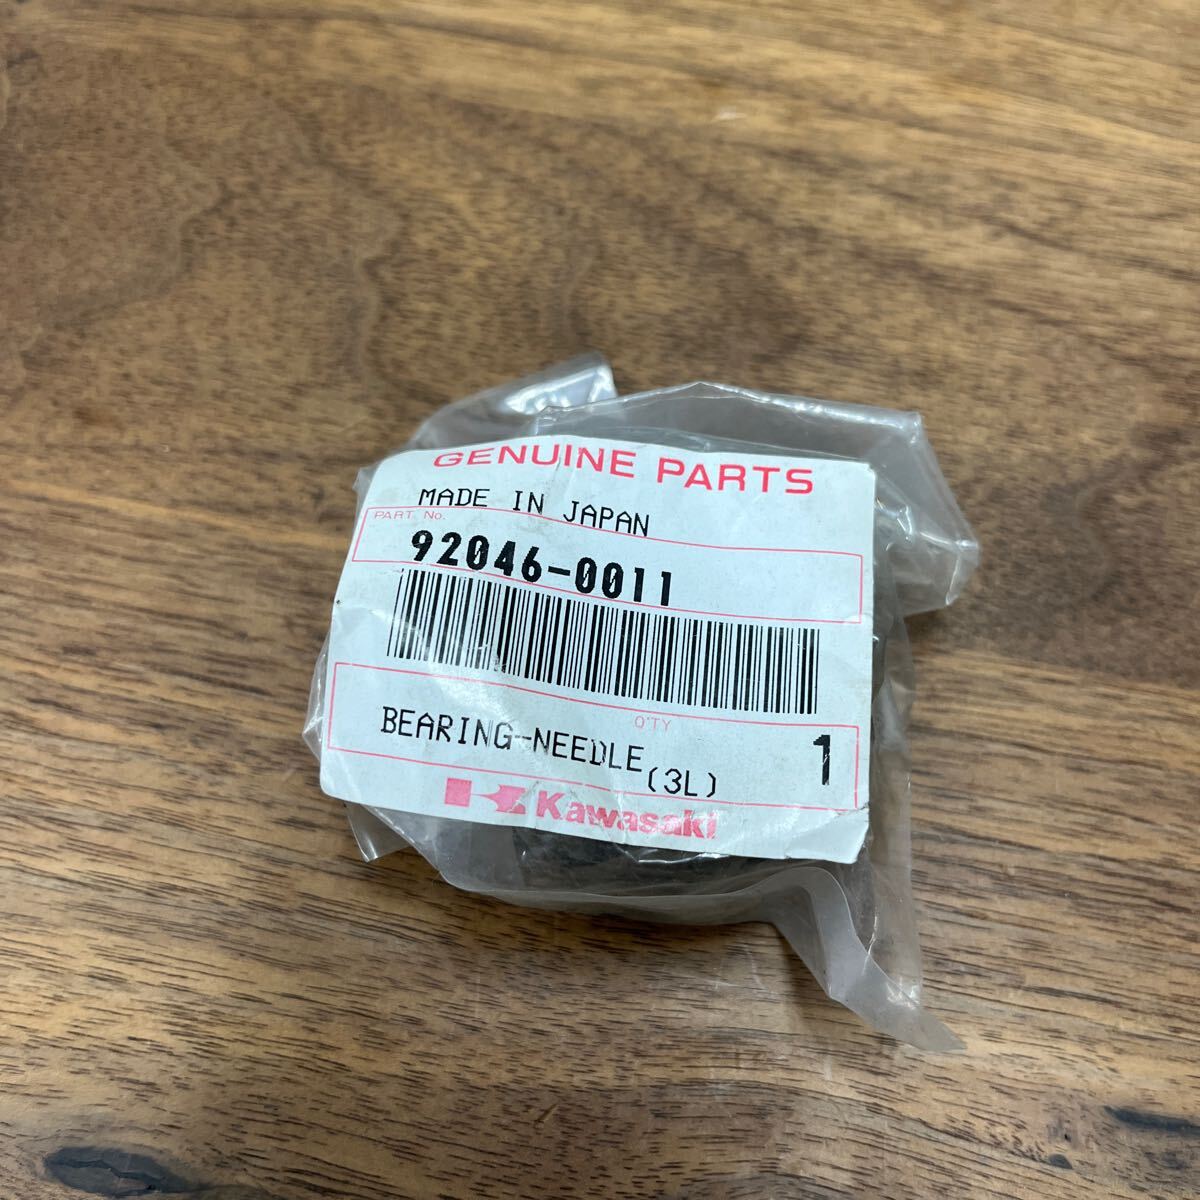 GENUINE PARTS
MADE IN JAPAN
PART No.
92046-0011
Q'TY
BEARING-NEEDLE 1
(3L)
Kawasaki